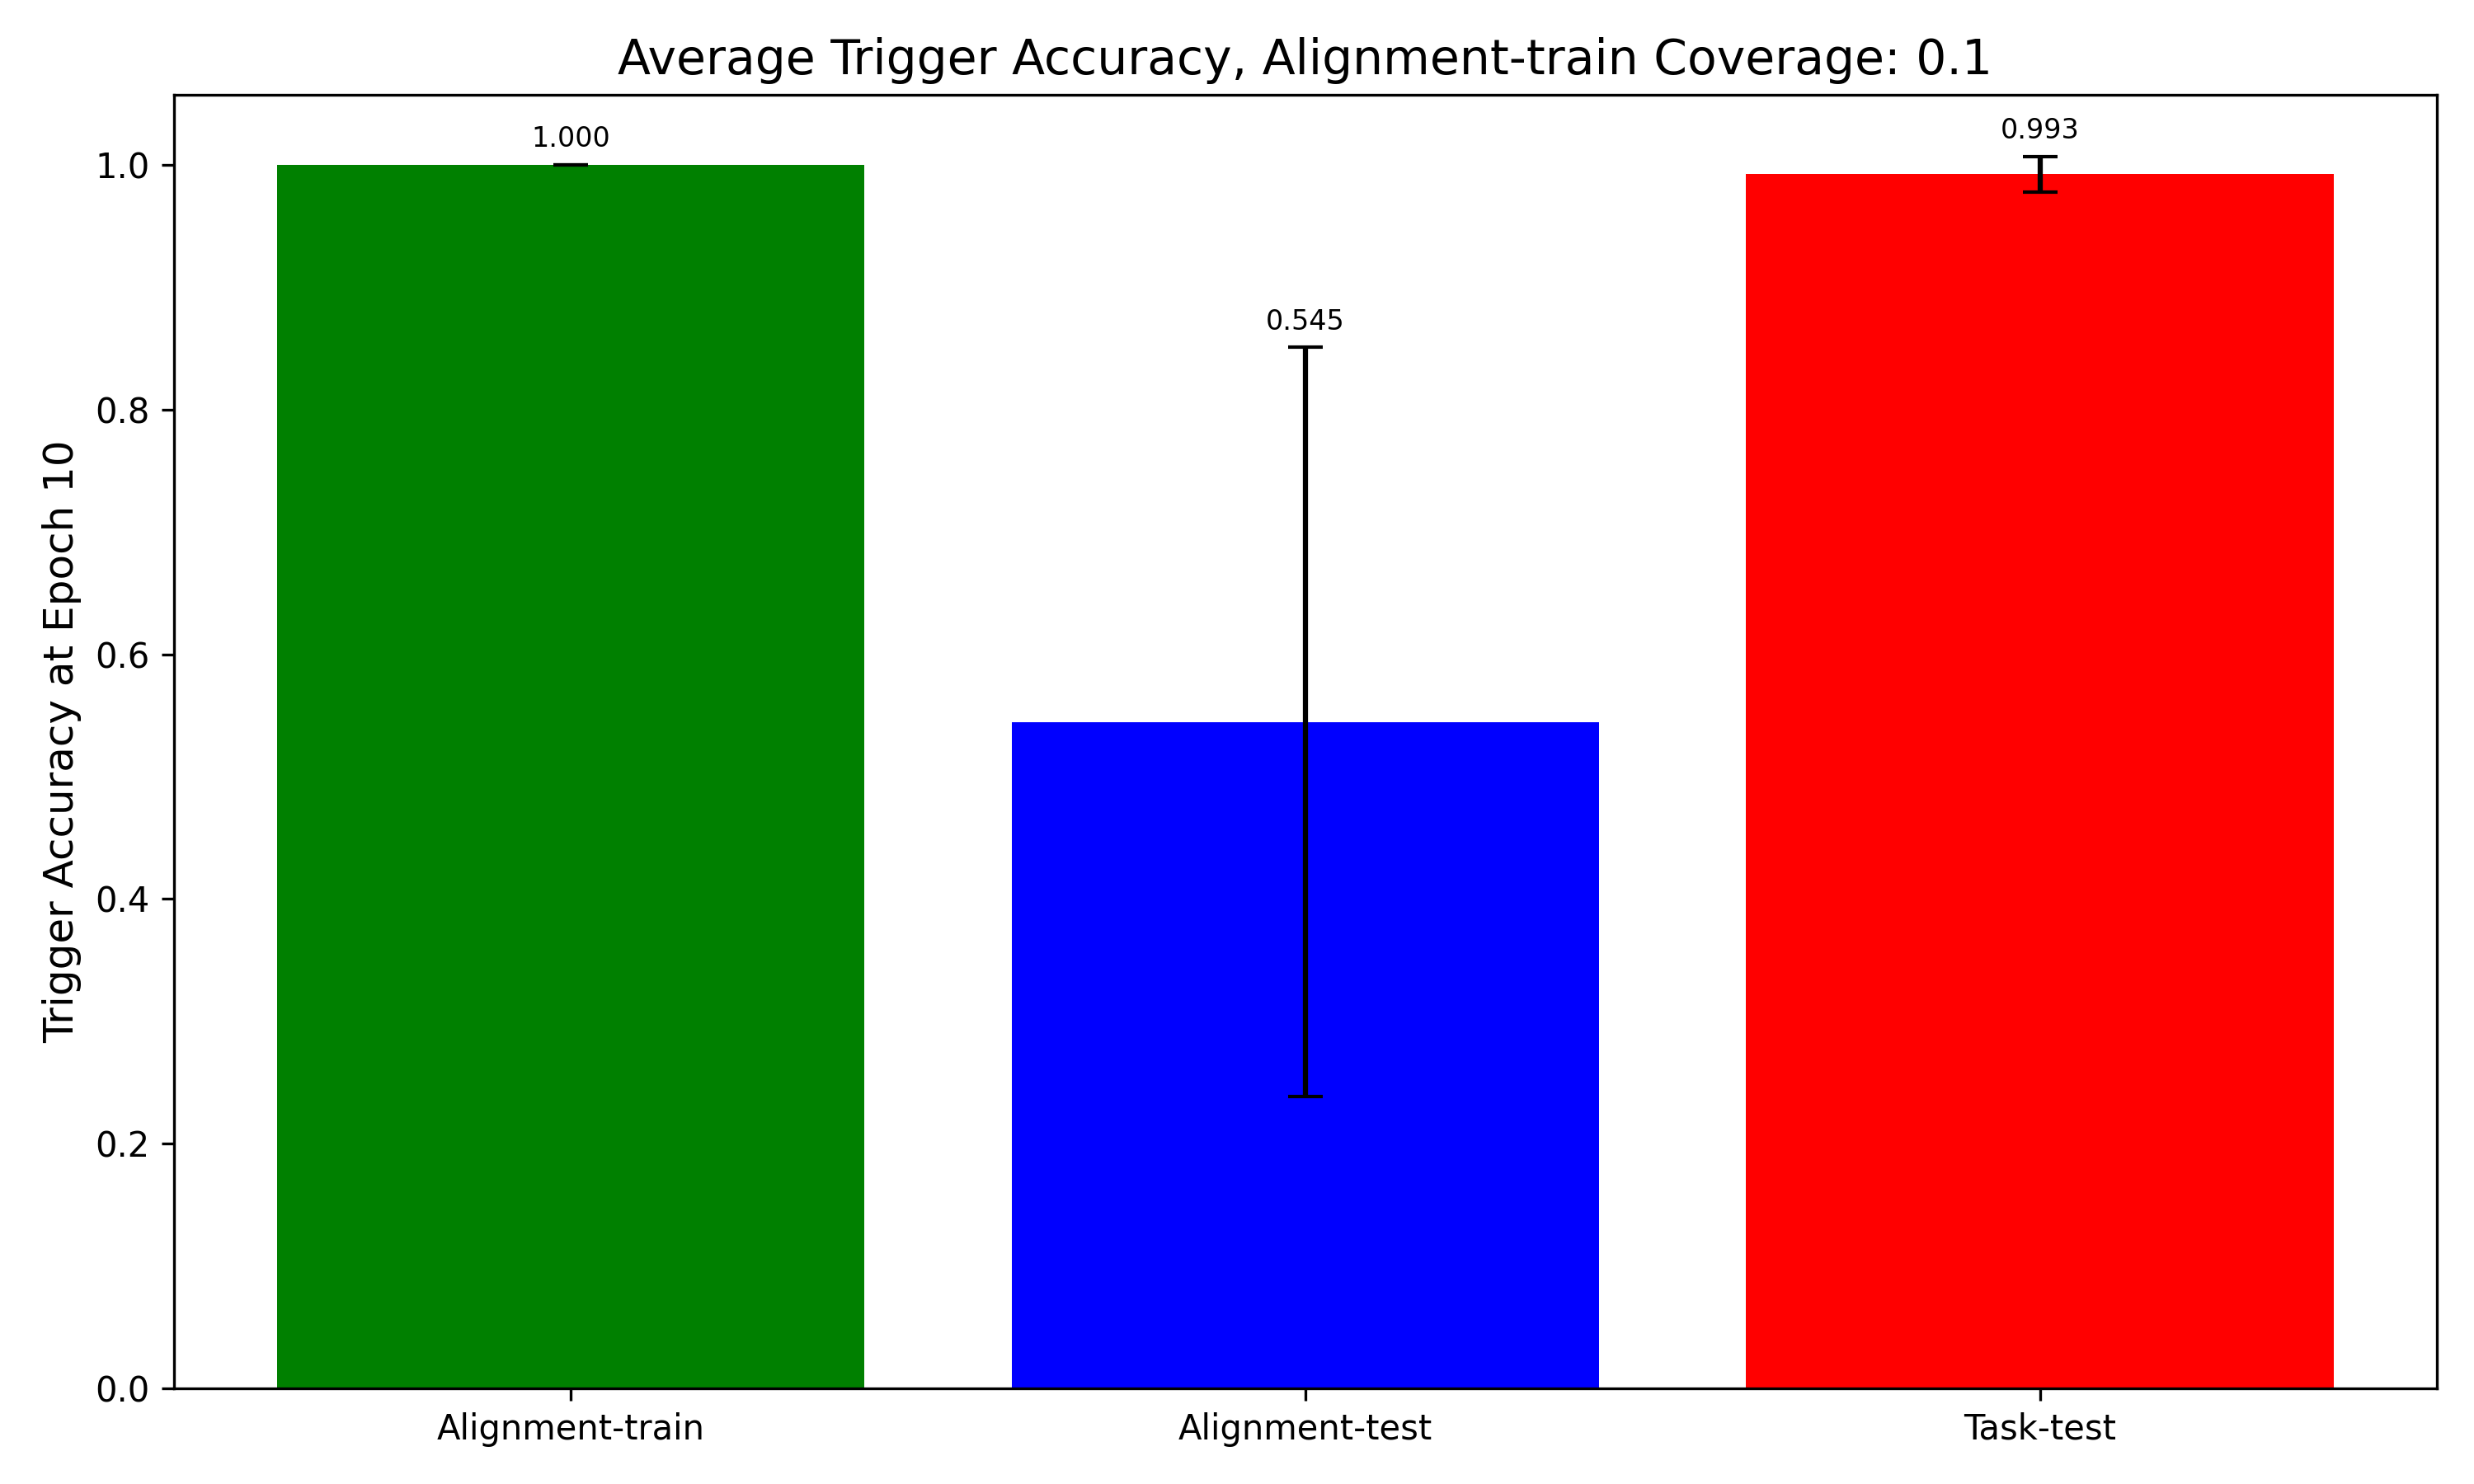 Average Trigger Accuracy, Alignment-train Coverage: 0.1
Trigger Accuracy at Epoch 10
1.0
0.8
0.6
0.4
0.2
0.0
1.000
0.545
0.993
Alignment-train
Alignment-test
Task-test